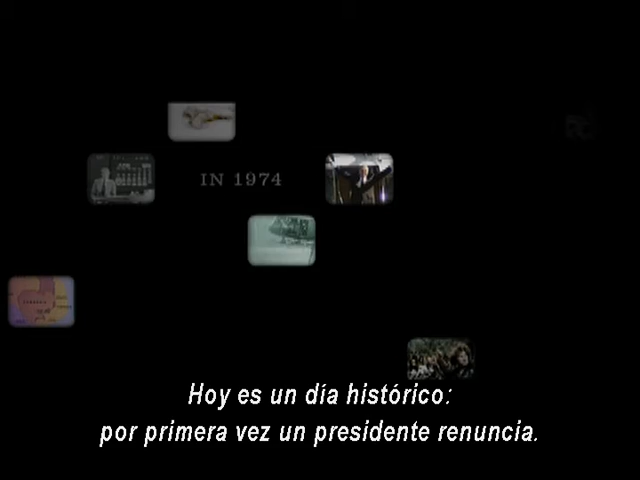 IN 1974
Hoy es un día histórico:
por primera vez un presidente renuncia.